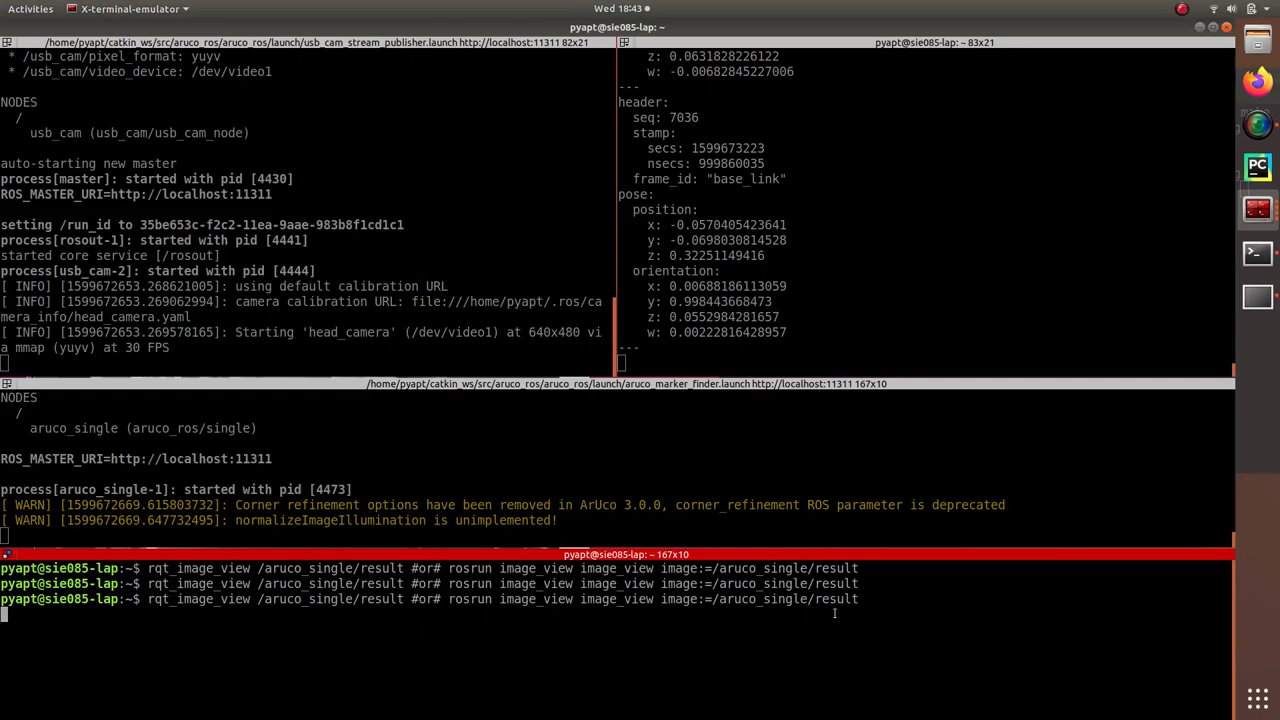 Activities
X-terminal-emulator
Wed 18:43
pyapt@sie085-lap: ~
/home/pyapt/catkin_ws/src/aruco_ros/aruco_ros/launch/usb_cam_stream_publisher.launch http://localhost:11311 82x21
* /usb_cam/pixel_format: yuyv
* /usb_cam/video_device: /dev/video1
NODES
/
usb_cam (usb_cam/usb_cam_node)
auto-starting new master
process[master]: started with pid [4430]
ROS_MASTER_URI=http://localhost:11311
setting /run_id to 35be653c-f2c2-11ea-9aae-983b8f1cd1c1
process[rosout-1]: started with pid [4441]
started core service [/rosout]
process[usb_cam-2]: started with pid [4444]
[ INFO] [1599672653.268621005]: using default calibration URL
[ INFO] [1599672653.269062994]: camera calibration URL: file:///home/pyapt/.ros/ca
mera_info/head_camera.yaml
[ INFO] [1599672653.269578165]: Starting 'head_camera' (/dev/video1) at 640x480 vi
a mmap (yuyv) at 30 FPS
pyapt@sie085-lap: ~ 83x21
z: 0.0631828226122
w: -0.00682845227006
---
header:
seq: 7036
stamp:
secs: 1599673223
nsecs: 999860035
frame_id: "base_link"
pose:
position:
x: -0.0570405423641
y: -0.0698030814528
z: 0.32251149416
orientation:
x: 0.00688186113059
y: 0.998443668473
z: 0.0552984281657
w: 0.00222816428957
---
/home/pyapt/catkin_ws/src/aruco_ros/aruco_ros/launch/aruco_marker_finder.launch http://localhost:11311 167x10
NODES
/
aruco_single (aruco_ros/single)
ROS_MASTER_URI=http://localhost:11311
process[aruco_single-1]: started with pid [4473]
[ WARN] [1599672669.615803732]: Corner refinement options have been removed in ArUco 3.0.0, corner_refinement ROS parameter is deprecated
[ WARN] [1599672669.647732495]: normalizeImageIllumination is unimplemented!
pyapt@sie085-lap: ~ 167x10
pyapt@sie085-lap:~$ rqt_image_view /aruco_single/result #or# rosrun image_view image_view image:=/aruco_single/result
pyapt@sie085-lap:~$ rqt_image_view /aruco_single/result #or# rosrun image_view image_view image:=/aruco_single/result
pyapt@sie085-lap:~$ rqt_image_view /aruco_single/result #or# rosrun image_view image_view image:=/aruco_single/result
PC